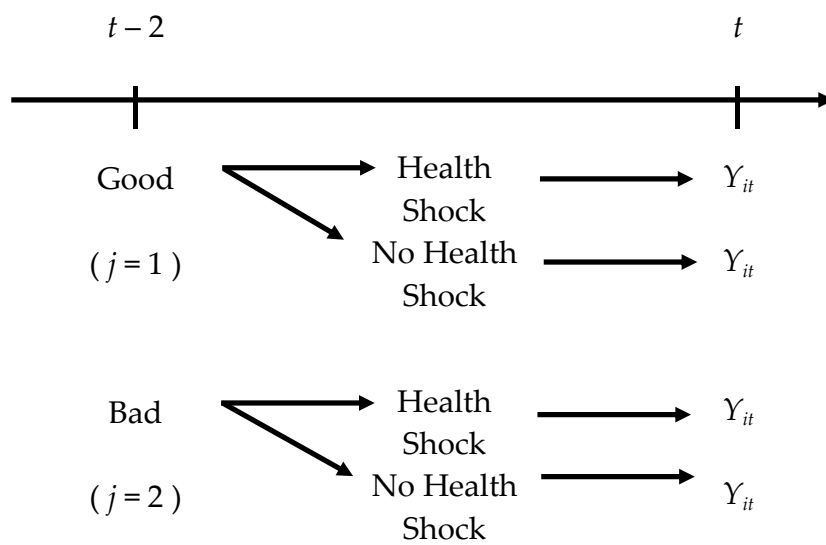 t – 2 t
Good Health Shock Y_it
( j = 1 ) No Health Shock Y_it
Bad Health Shock Y_it
( j = 2 ) No Health Shock Y_it